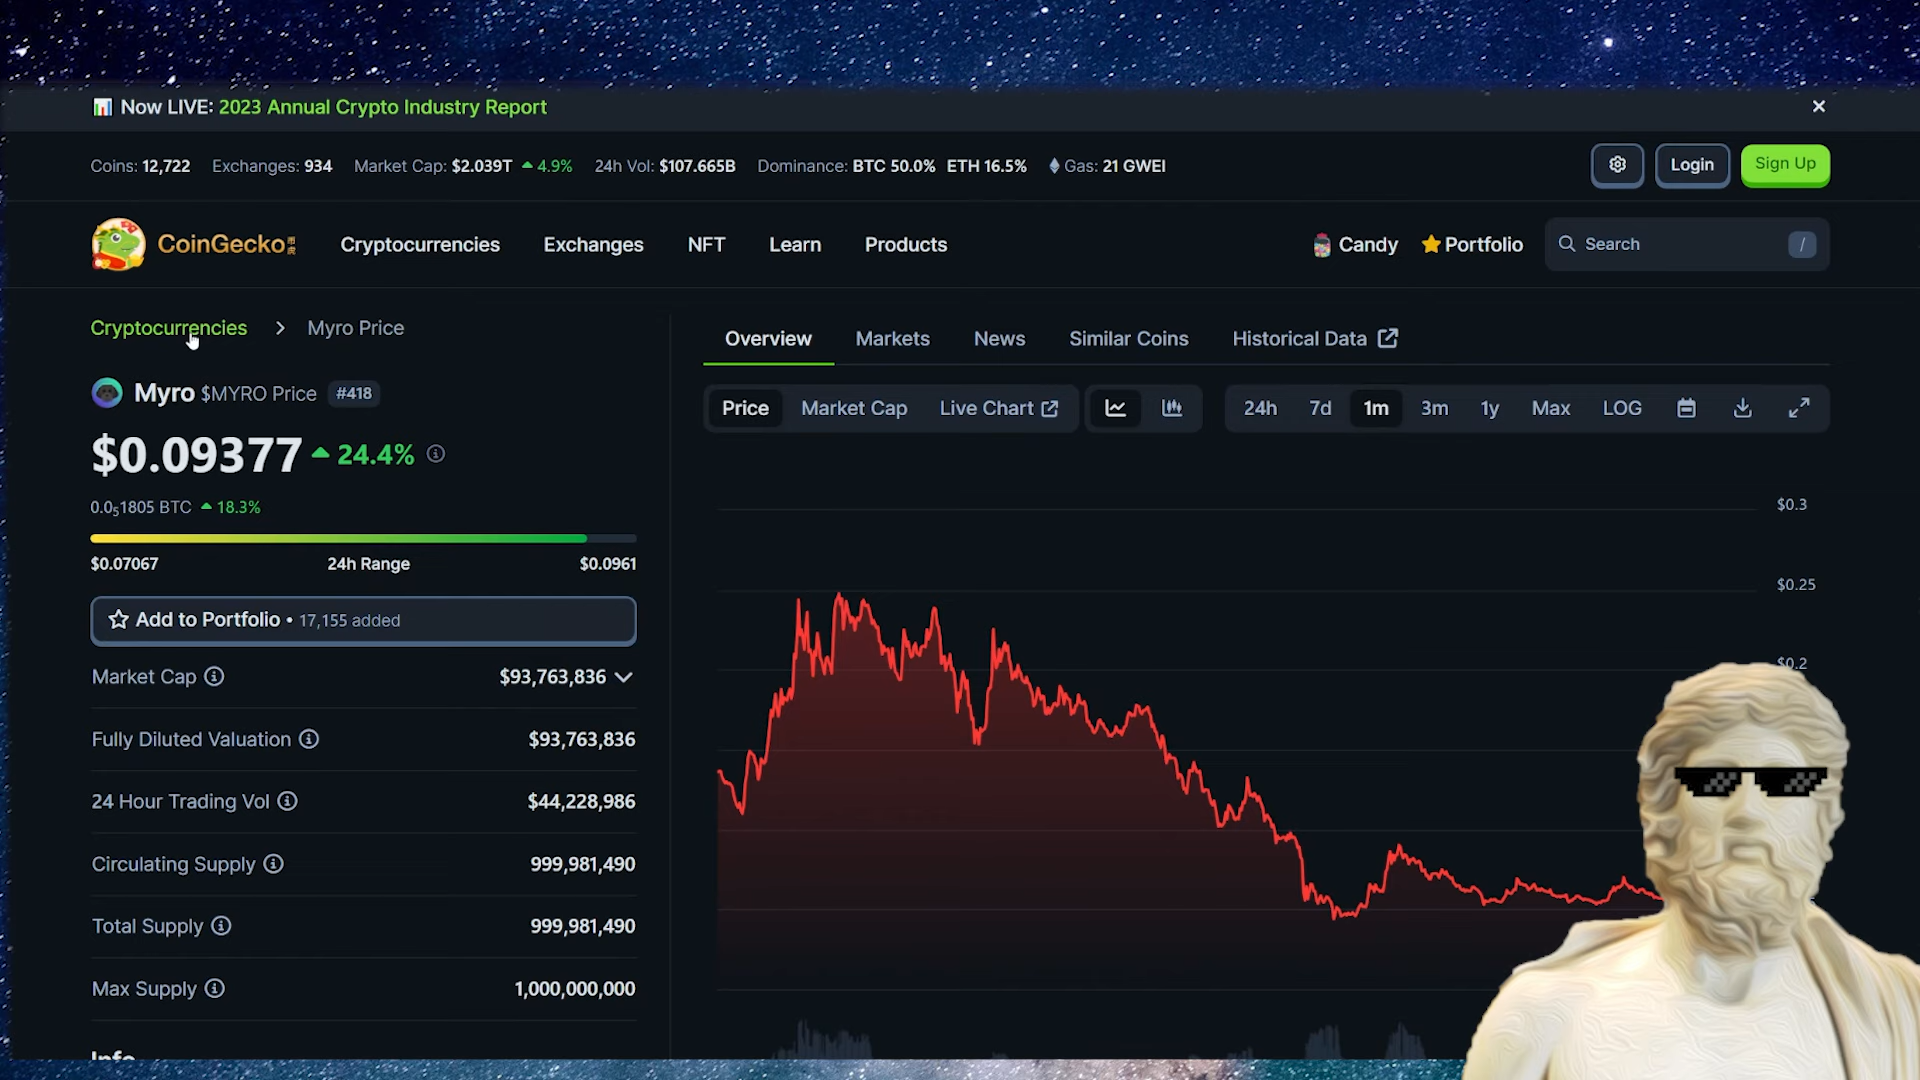 Now LIVE: 2023 Annual Crypto Industry Report
Coins: 12,722 Exchanges: 934 Market Cap: $2.039T 4.9% 24h Vol: $107.665B Dominance: BTC 50.0% ETH 16.5% Gas: 21 GWEI
Login
Sign Up
CoinGecko
Cryptocurrencies Exchanges NFT Learn Products
Candy Portfolio Search /
Cryptocurrencies > Myro Price
Myro $MYRO Price #418
$0.09377 24.4%
0.0₅1805 BTC 18.3%
$0.07067 24h Range $0.0961
Add to Portfolio • 17,155 added
Market Cap $93,763,836
Fully Diluted Valuation $93,763,836
24 Hour Trading Vol $44,228,986
Circulating Supply 999,981,490
Total Supply 999,981,490
Max Supply 1,000,000,000
Overview Markets News Similar Coins Historical Data
Price Market Cap Live Chart 24h 7d 1m 3m 1y Max LOG
$0.3
$0.25
$0.2